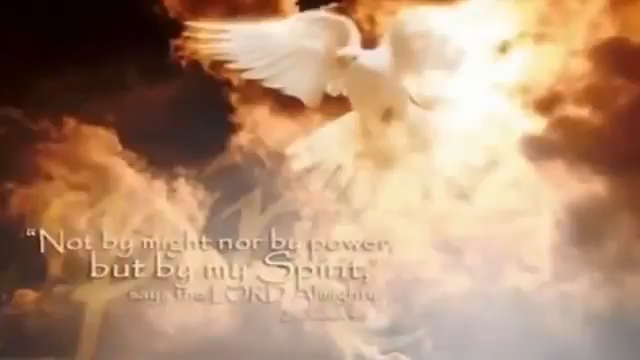 “Not by might nor by power,
but by my Spirit,”
says the LORD Almighty